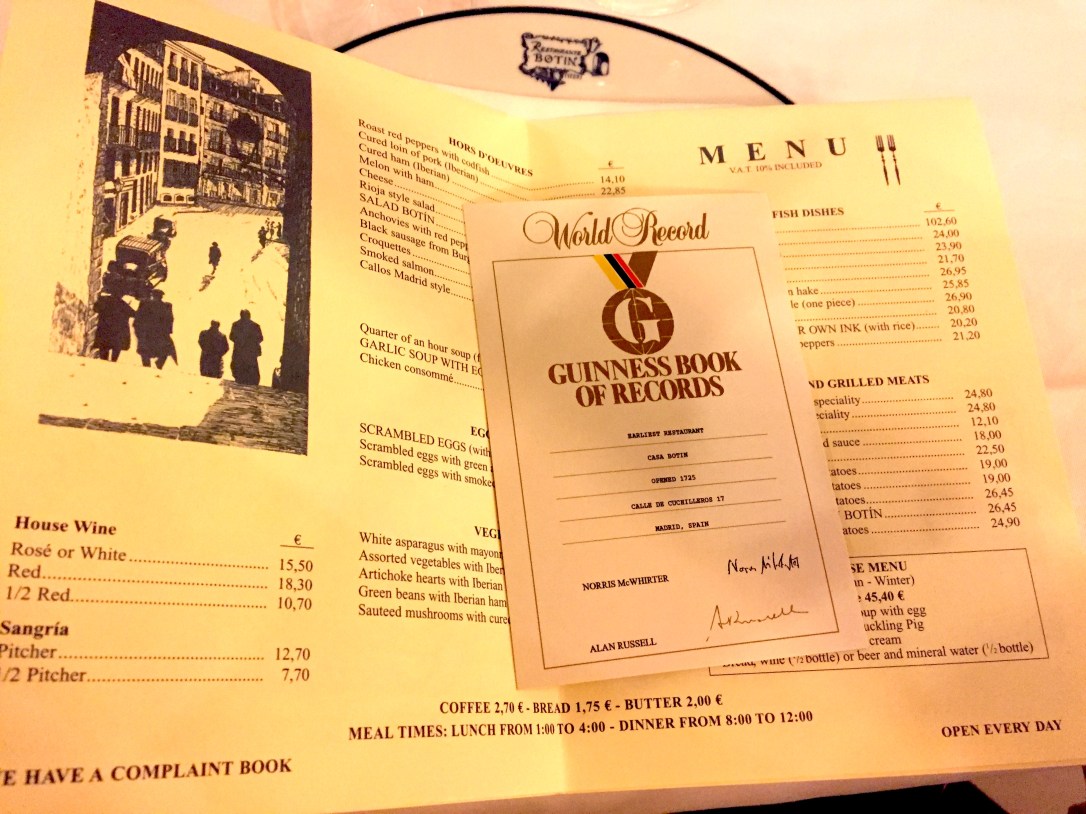 RESTAURANTE
BOTIN
HORS D'OEUVRES
€
Roast red peppers with codfish
14,10
Cured loin of pork (Iberian)
22,85
Cured ham (Iberian)
Melon with ham
Cheese
Rioja style salad
SALAD BOTÍN
Anchovies with red pepp
Black sausage from Bur
Croquettes
Smoked salmon
Callos Madrid style
Quarter of an hour soup (f
GARLIC SOUP WITH EG
Chicken consommé
EGG
SCRAMBLED EGGS (with
Scrambled eggs with green
Scrambled eggs with smoke
VEGE
White asparagus with mayonn
Assorted vegetables with Iber
Artichoke hearts with Iberian
Green beans with Iberian ham
Sauteed mushrooms with cure
House Wine
€
Rosé or White 15,50
Red 18,30
1/2 Red 10,70
Sangría
Pitcher 12,70
1/2 Pitcher 7,70
World Record
G
GUINNESS BOOK
OF RECORDS
EARLIEST RESTAURANT
CASA BOTIN
OPENED 1725
CALLE DE CUCHILLEROS 17
MADRID, SPAIN
NORRIS McWHIRTER
ALAN RUSSELL
MENU
V.A.T. 10% INCLUDED
FISH DISHES
€
102,60
24,00
23,90
21,70
26,95
n hake 25,85
le (one piece) 26,90
20,80
R OWN INK (with rice) 20,20
eppers 21,20
ND GRILLED MEATS
speciality 24,80
eciality 24,80
12,10
d sauce 18,00
22,50
atoes 19,00
tatoes 19,00
tatoes 26,45
BOTÍN 26,45
atoes 24,90
SE MENU
n - Winter)
e 45,40 €
oup with egg
uckling Pig
cream
Bread, wine (1/2 bottle) or beer and mineral water (1/2 bottle)
COFFEE 2,70 € - BREAD 1,75 € - BUTTER 2,00 €
MEAL TIMES: LUNCH FROM 1:00 TO 4:00 - DINNER FROM 8:00 TO 12:00
OPEN EVERY DAY
E HAVE A COMPLAINT BOOK